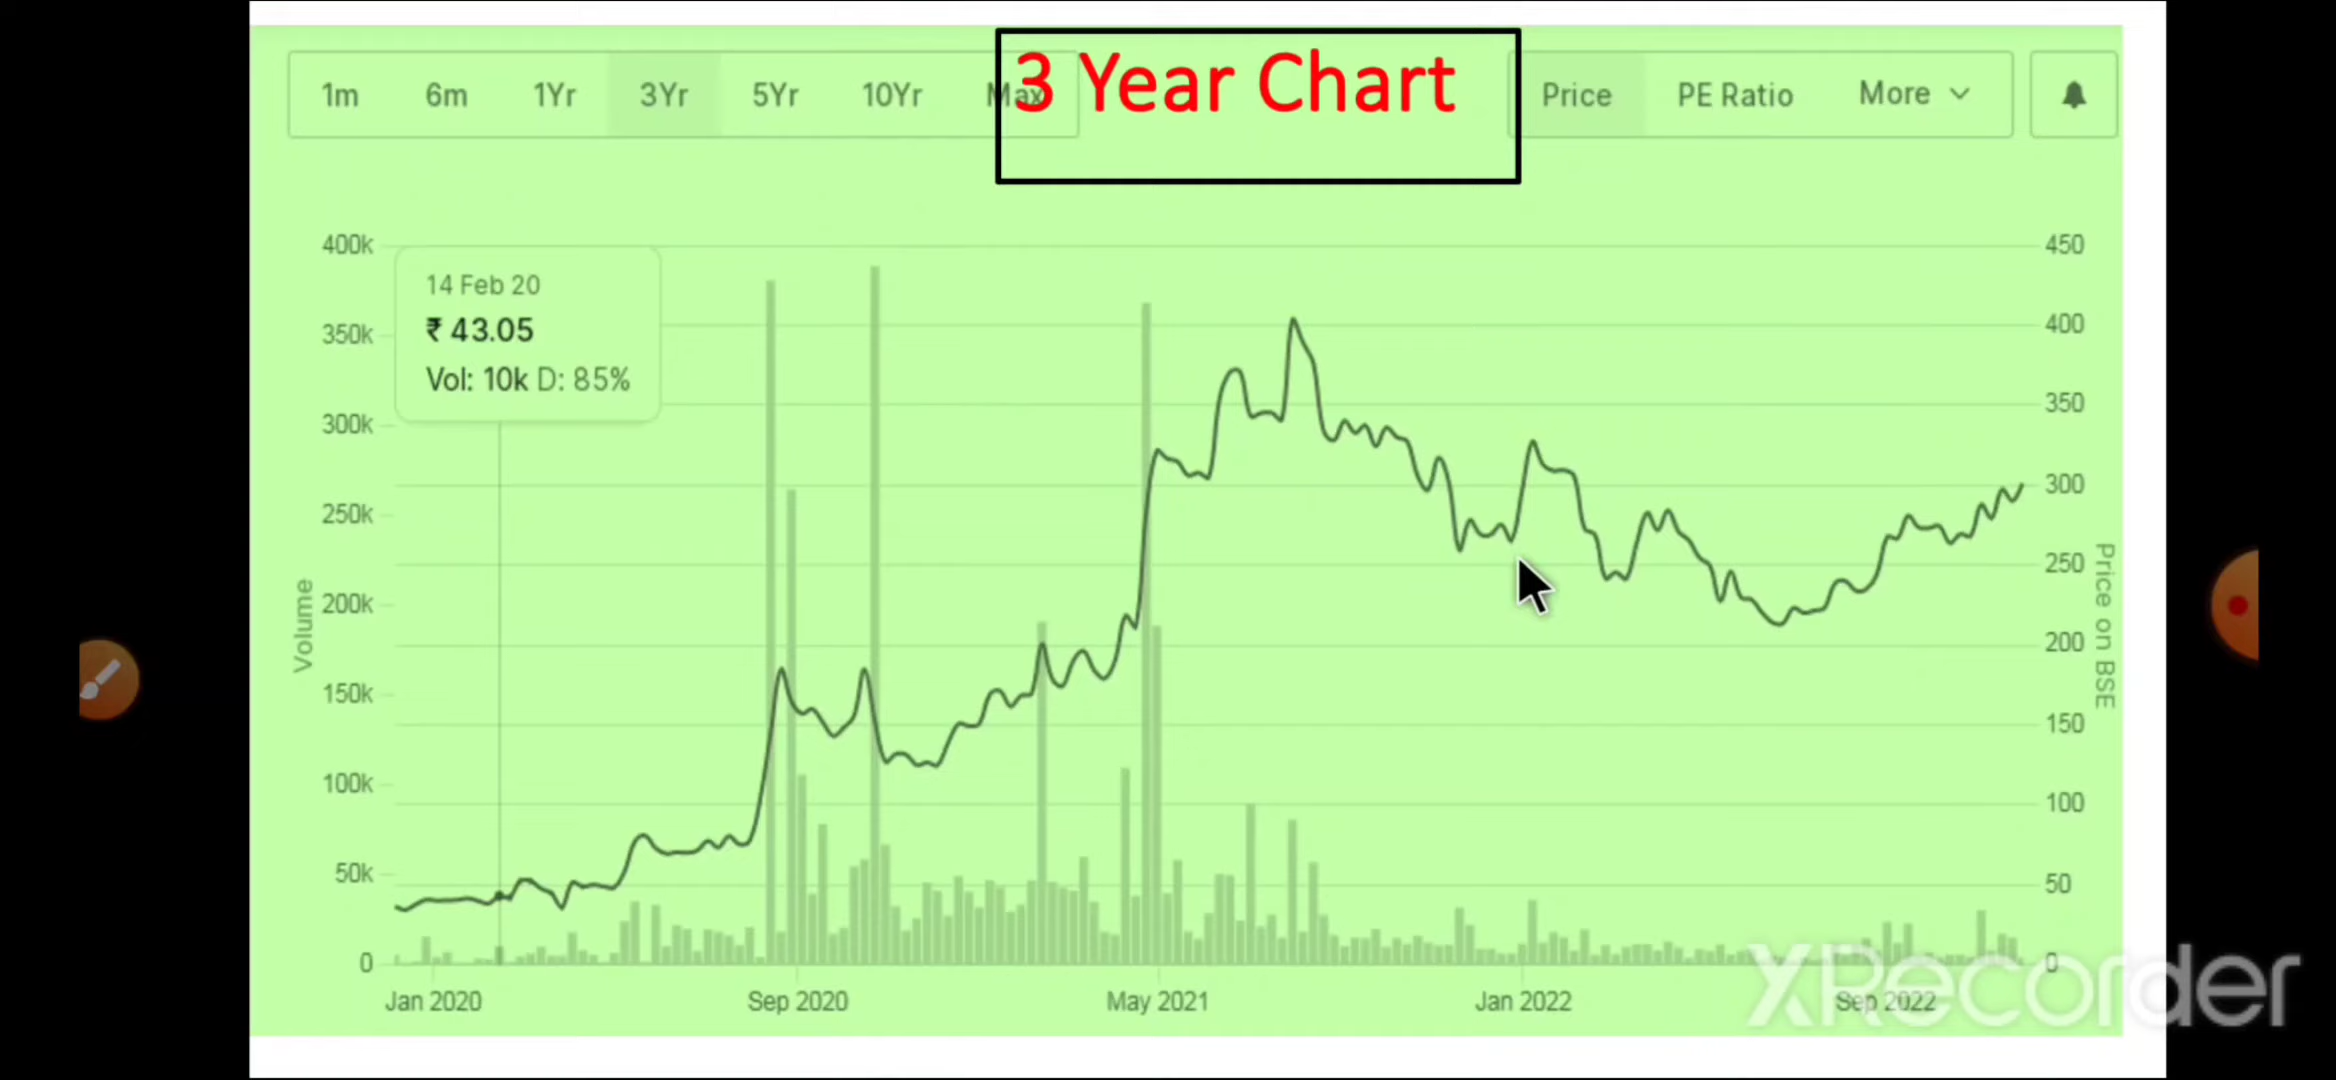 3 Year Chart
1m 6m 1Yr 3Yr 5Yr 10Yr Max
Price PE Ratio More
400k
350k
300k
250k
200k
150k
100k
50k
0
Volume
14 Feb 20
₹ 43.05
Vol: 10k D: 85%
450
400
350
300
250
200
150
100
50
0
Price on BSE
Jan 2020 Sep 2020 May 2021 Jan 2022 Sep 2022
XRecorder